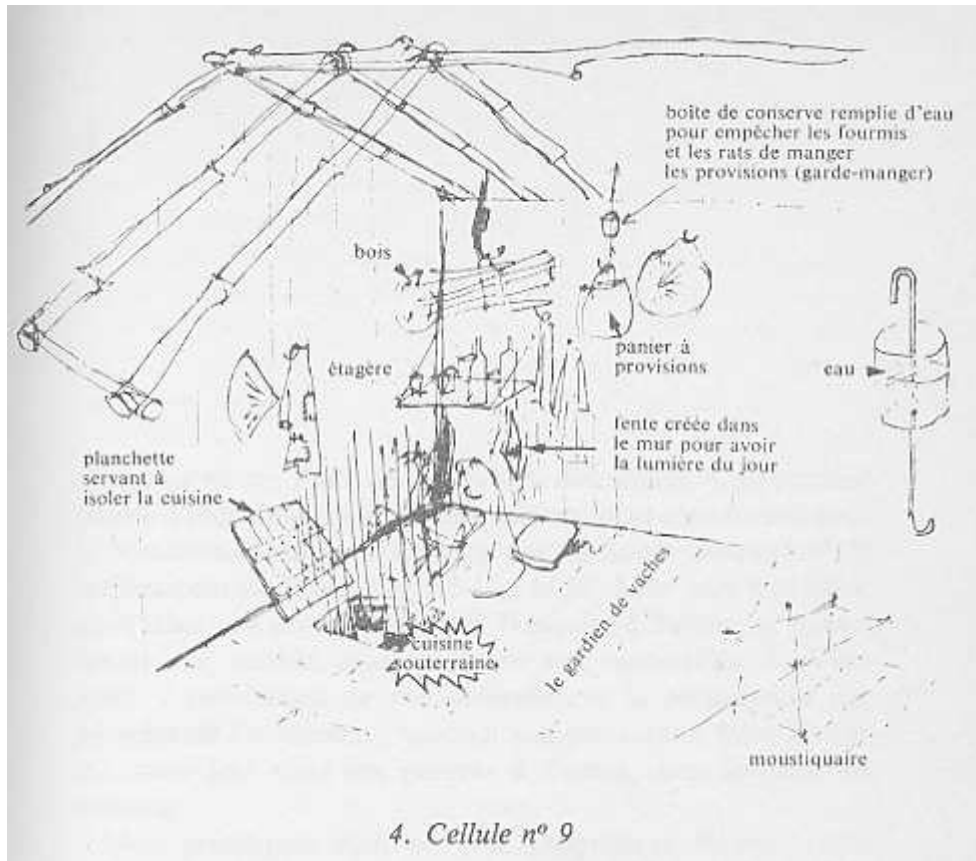 boîte de conserve remplie d'eau
pour empêcher les fourmis
et les rats de manger
les provisions (garde-manger)
bois
étagère
panier à
provisions
eau
fente créée dans
le mur pour avoir
la lumière du jour
planchette
servant à
isoler la cuisine
cuisine
souterraine
le gardien de vaches
moustiquaire
4. Cellule nº 9